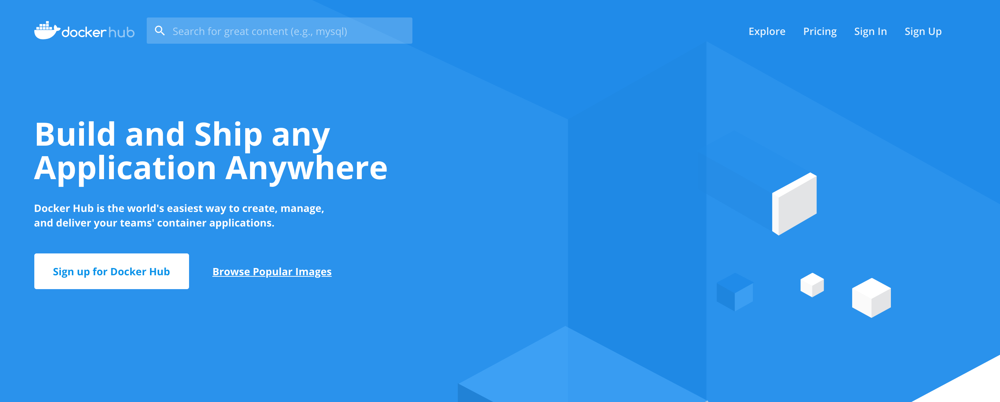 docker hub
Search for great content (e.g., mysql)
Explore Pricing Sign In Sign Up
Build and Ship any
Application Anywhere
Docker Hub is the world's easiest way to create, manage,
and deliver your teams' container applications.
Sign up for Docker Hub
Browse Popular Images